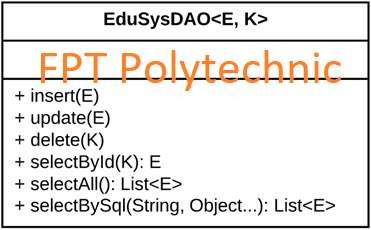 EduSysDAO<E, K>
FPT Polytechnic
+ insert(E)
+ update(E)
+ delete(K)
+ selectById(K): E
+ selectAll(): List<E>
+ selectBySql(String, Object...): List<E>